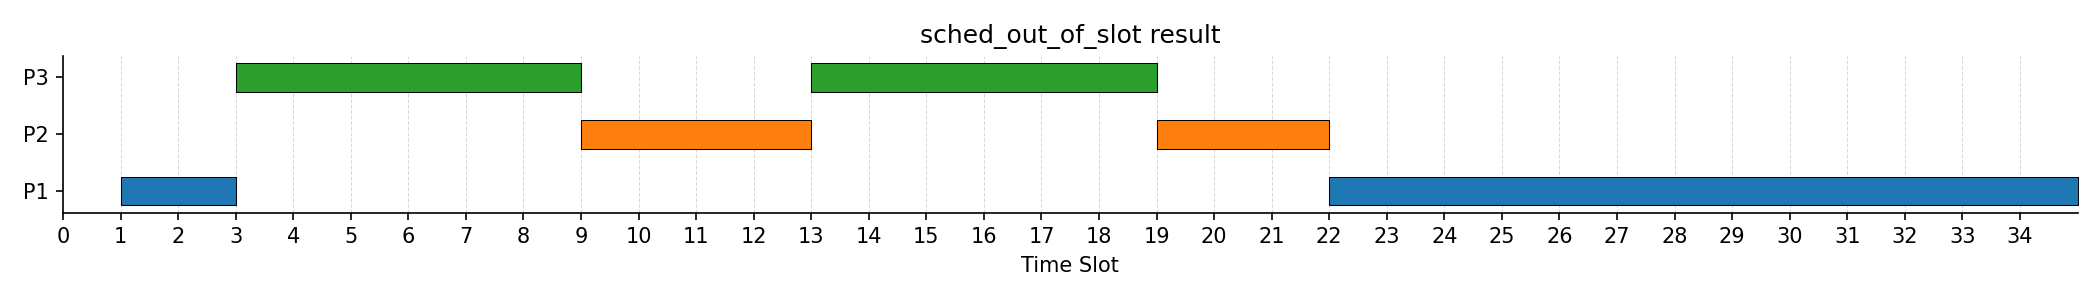 sched_out_of_slot result
P3
P2
P1
0 1 2 3 4 5 6 7 8 9 10 11 12 13 14 15 16 17 18 19 20 21 22 23 24 25 26 27 28 29 30 31 32 33 34
Time Slot